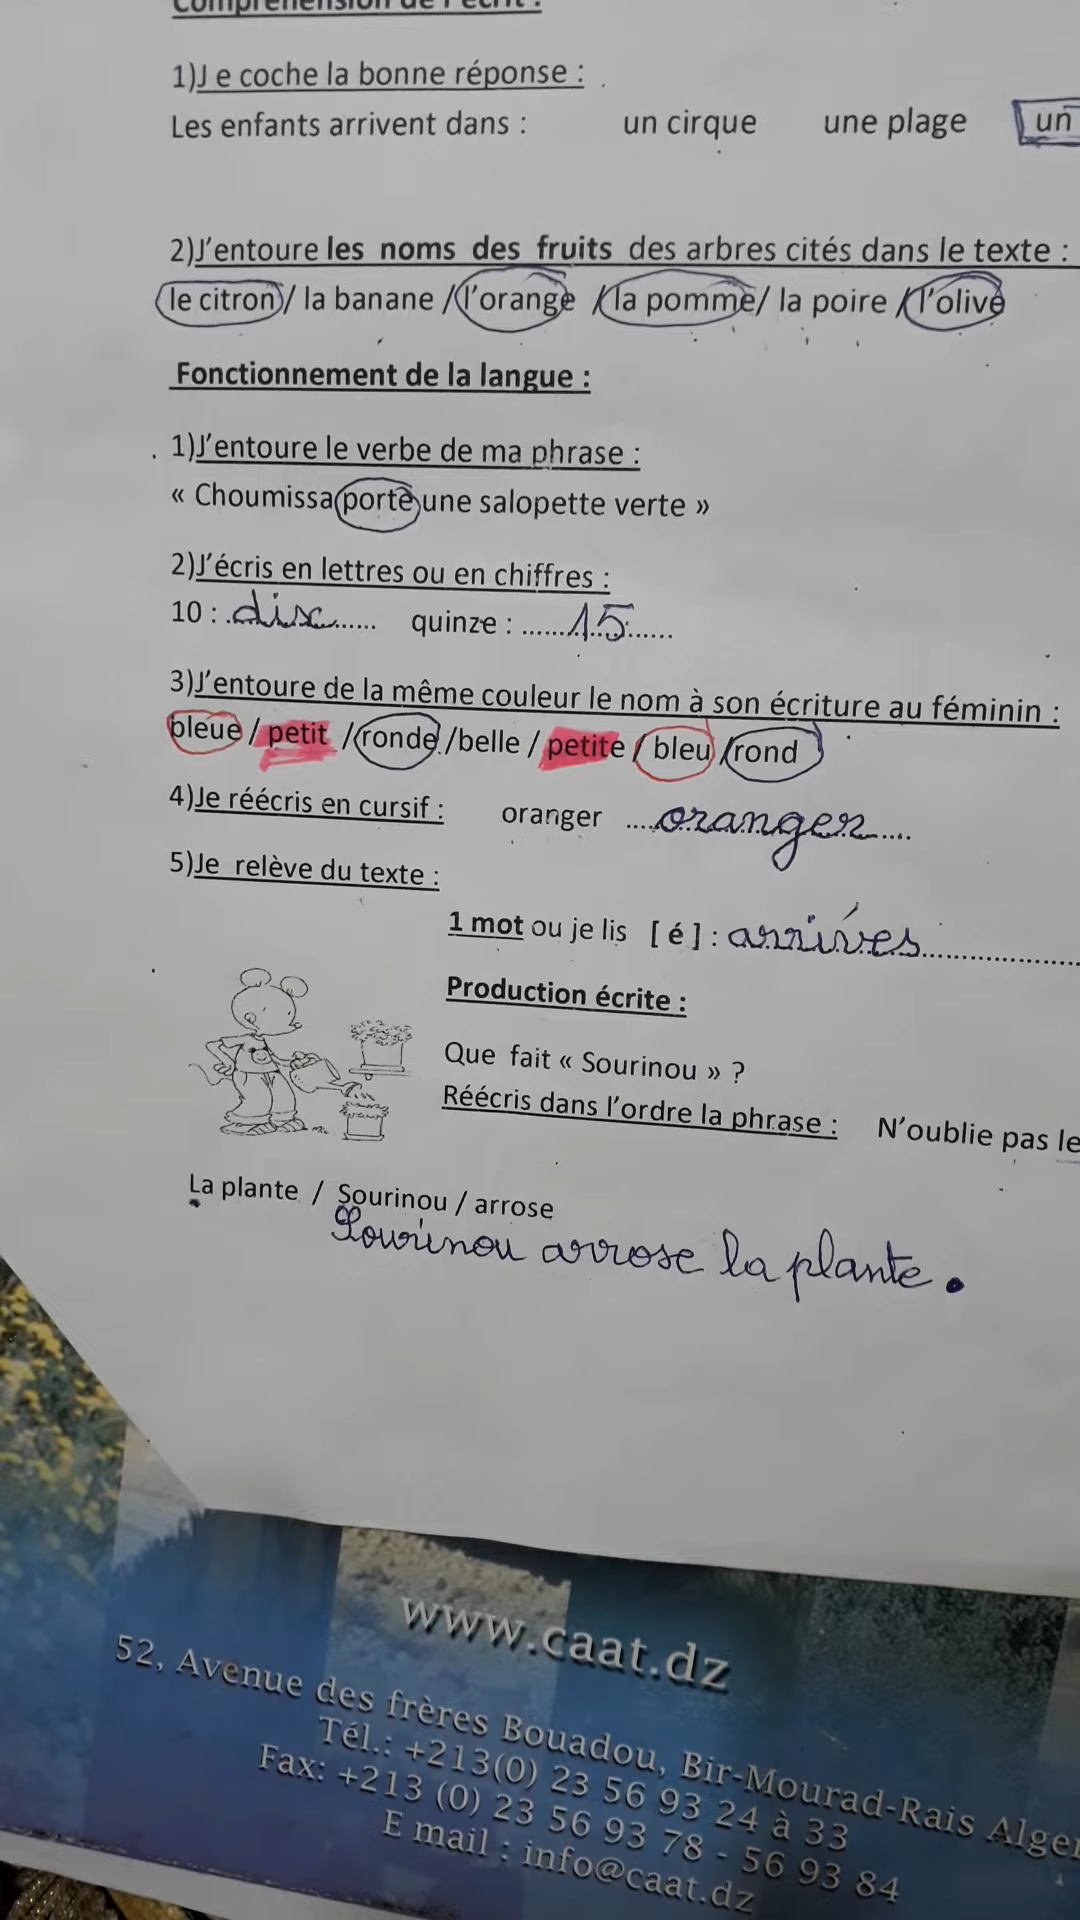 Compréhension de l'écrit :
1)J e coche la bonne réponse :
Les enfants arrivent dans : un cirque une plage un
2)J'entoure les noms des fruits des arbres cités dans le texte :
le citron / la banane / l'orange / la pomme / la poire / l'olive
Fonctionnement de la langue :
1)J'entoure le verbe de ma phrase :
« Choumissa porte une salopette verte »
2)J'écris en lettres ou en chiffres :
10 : dix quinze : 15
3)J'entoure de la même couleur le nom à son écriture au féminin :
bleue / petit / ronde /belle / petite / bleu / rond
4)Je réécris en cursif : oranger oranger
5)Je relève du texte :
1 mot ou je lis [ é ] : arrivés
Production écrite :
Que fait « Sourinou » ?
Réécris dans l'ordre la phrase : N'oublie pas le
La plante / Sourinou / arrose
Sourinou arrose la plante.
www.caat.dz
52, Avenue des frères Bouadou, Bir-Mourad-Rais Alger
Tél.: +213(0) 23 56 93 24 à 33
Fax: +213 (0) 23 56 93 78 - 56 93 84
E mail : info@caat.dz